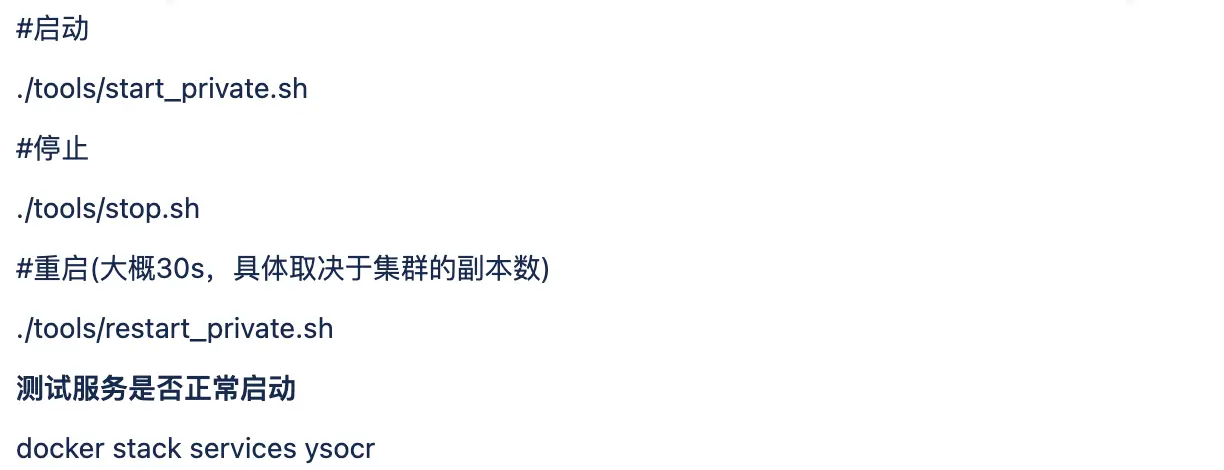 #启动
./tools/start_private.sh
#停止
./tools/stop.sh
#重启(大概30s，具体取决于集群的副本数)
./tools/restart_private.sh
测试服务是否正常启动
docker stack services ysocr